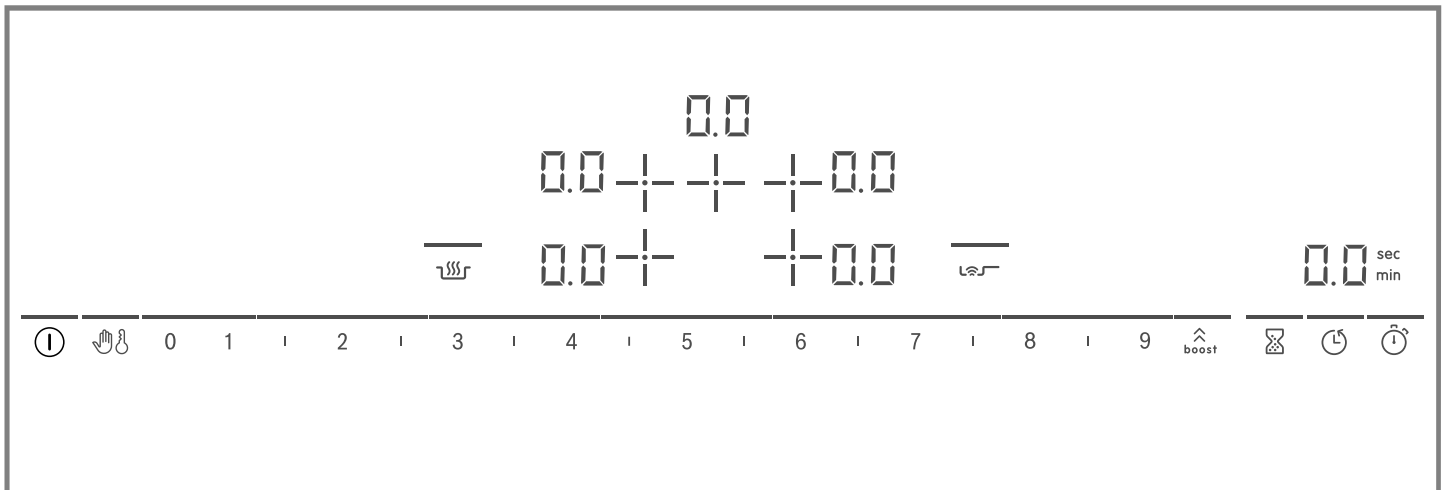 0.0
0.0 0.0
0.0 0.0 0.0 sec
min
0 1 ı 2 ı 3 ı 4 ı 5 ı 6 ı 7 ı 8 ı 9 boost